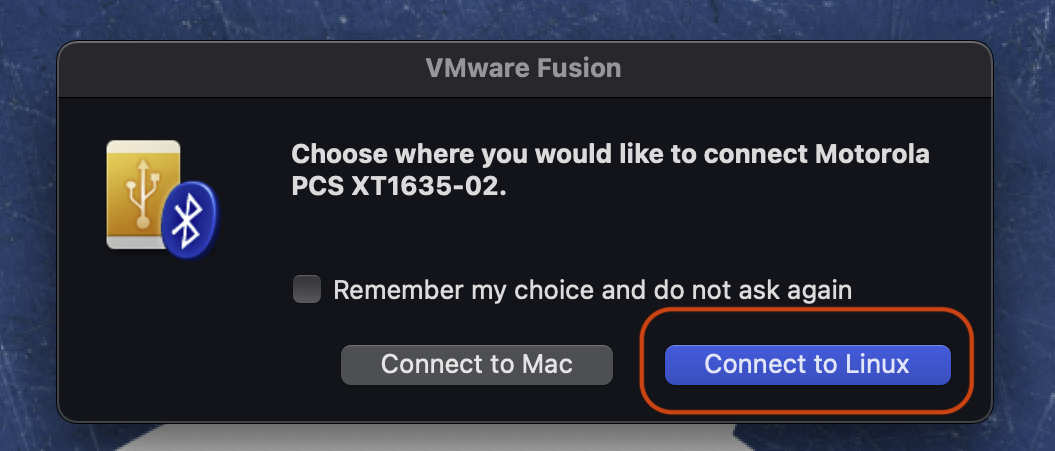 VMware Fusion
Choose where you would like to connect Motorola
PCS XT1635-02.
Remember my choice and do not ask again
Connect to Mac
Connect to Linux